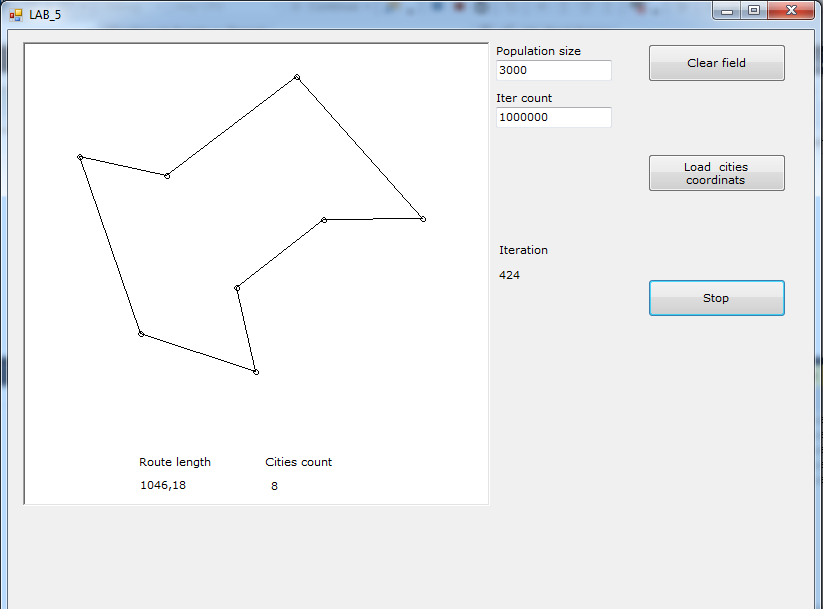 LAB_5
Population size
3000
Clear field
Iter count
1000000
Load cities
coordinats
Iteration
424
Stop
Route length
Cities count
1046,18
8